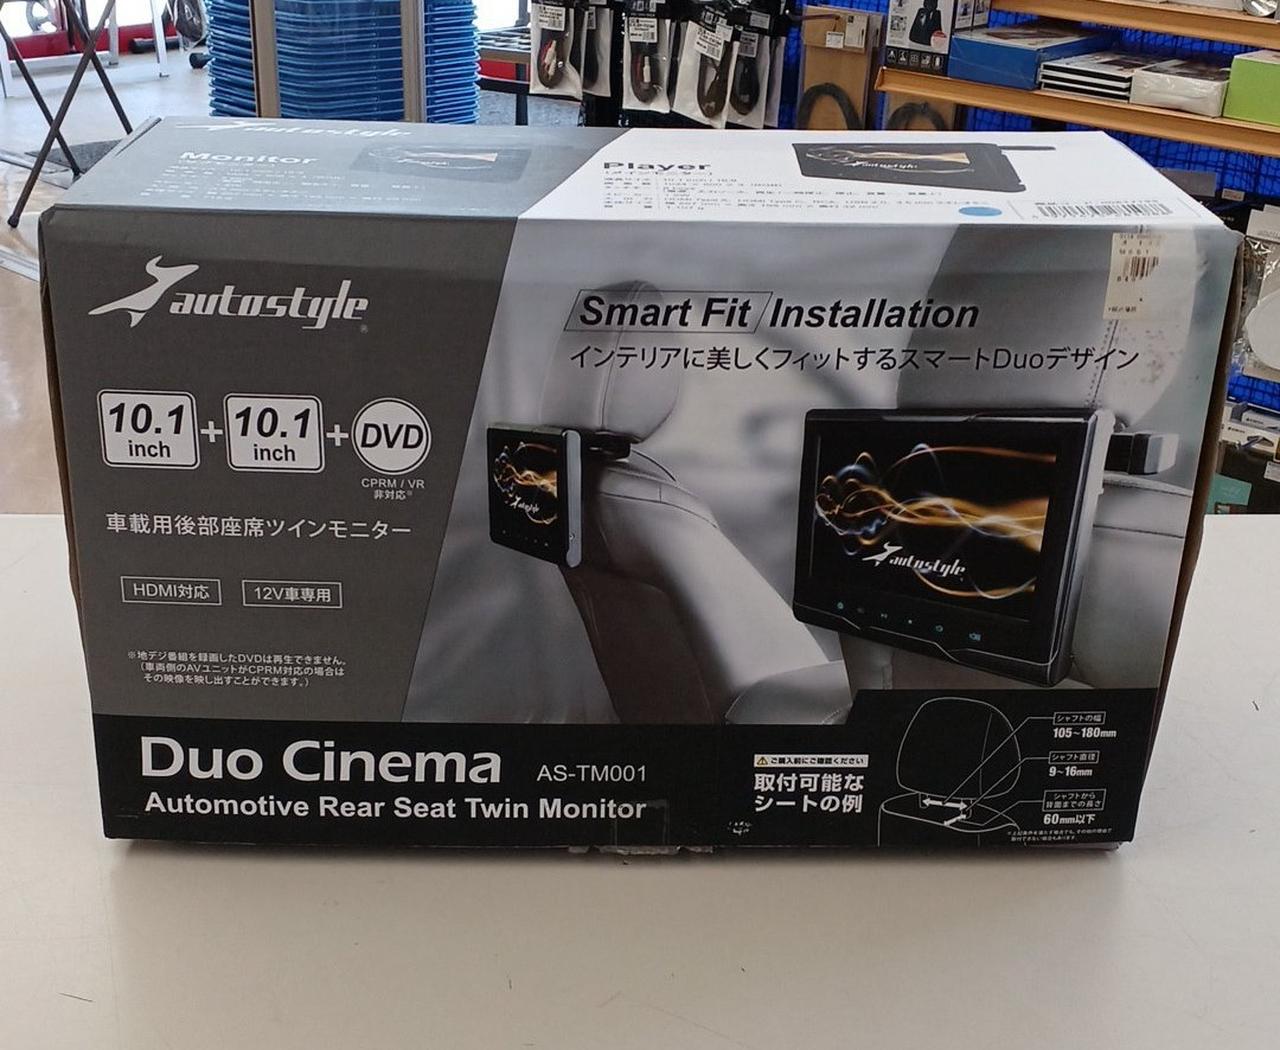 autostyle
Monitor
Player
(メインモニター)
autostyle
autostyle
Smart Fit Installation
インテリアに美しくフィットするスマートDuoデザイン
10.1 inch + 10.1 inch + DVD
CPRM / VR
非対応※
車載用後部座席ツインモニター
HDMI対応
12V車専用
※地デジ番組を録画したDVDは再生できません。
(車両側のAVユニットがCPRM対応の場合は
その映像を映し出すことができます。)
autostyle
autostyle
Duo Cinema AS-TM001
Automotive Rear Seat Twin Monitor
ご購入前にご確認ください
取付可能な
シートの例
シャフトの幅
105~180mm
シャフト直径
9~16mm
シャフトから
背面までの長さ
60mm以下